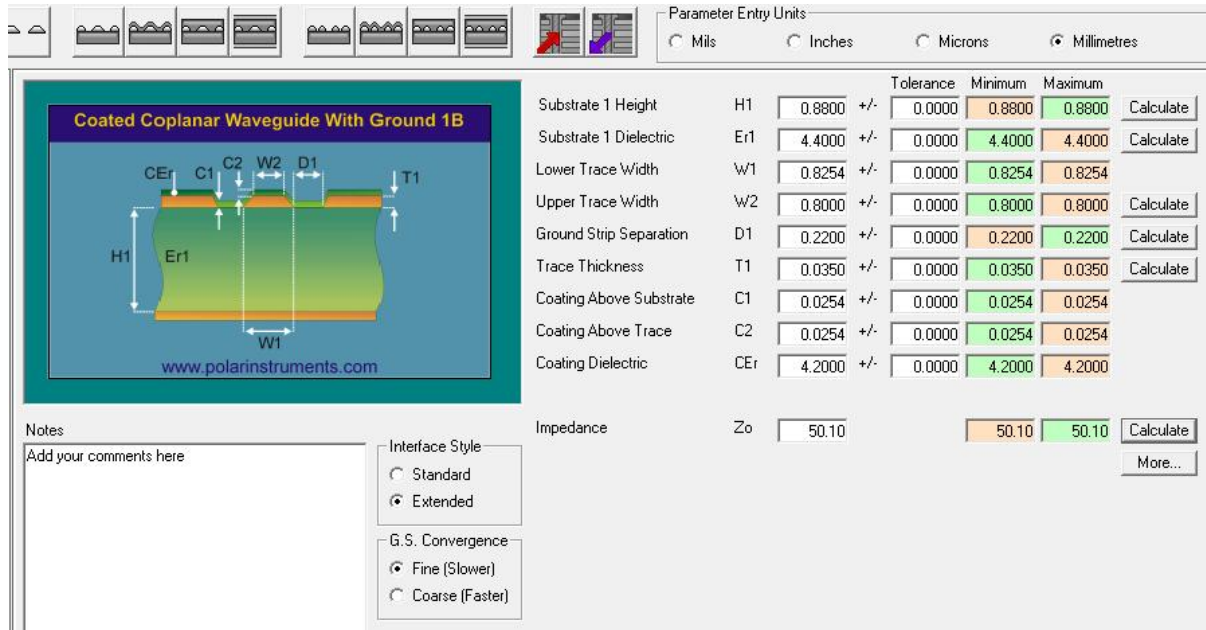 Parameter Entry Units
Mils Inches Microns Millimetres
Coated Coplanar Waveguide With Ground 1B
CEr C1 C2 W2 D1 T1
H1 Er1
W1
www.polarinstruments.com
Tolerance Minimum Maximum
Substrate 1 Height H1 0.8800 +/- 0.0000 0.8800 0.8800 Calculate
Substrate 1 Dielectric Er1 4.4000 +/- 0.0000 4.4000 4.4000 Calculate
Lower Trace Width W1 0.8254 +/- 0.0000 0.8254 0.8254
Upper Trace Width W2 0.8000 +/- 0.0000 0.8000 0.8000 Calculate
Ground Strip Separation D1 0.2200 +/- 0.0000 0.2200 0.2200 Calculate
Trace Thickness T1 0.0350 +/- 0.0000 0.0350 0.0350 Calculate
Coating Above Substrate C1 0.0254 +/- 0.0000 0.0254 0.0254
Coating Above Trace C2 0.0254 +/- 0.0000 0.0254 0.0254
Coating Dielectric CEr 4.2000 +/- 0.0000 4.2000 4.2000
Impedance Zo 50.10 50.10 50.10 Calculate
More...
Notes
Add your comments here
Interface Style
Standard
Extended
G.S. Convergence
Fine (Slower)
Coarse (Faster)